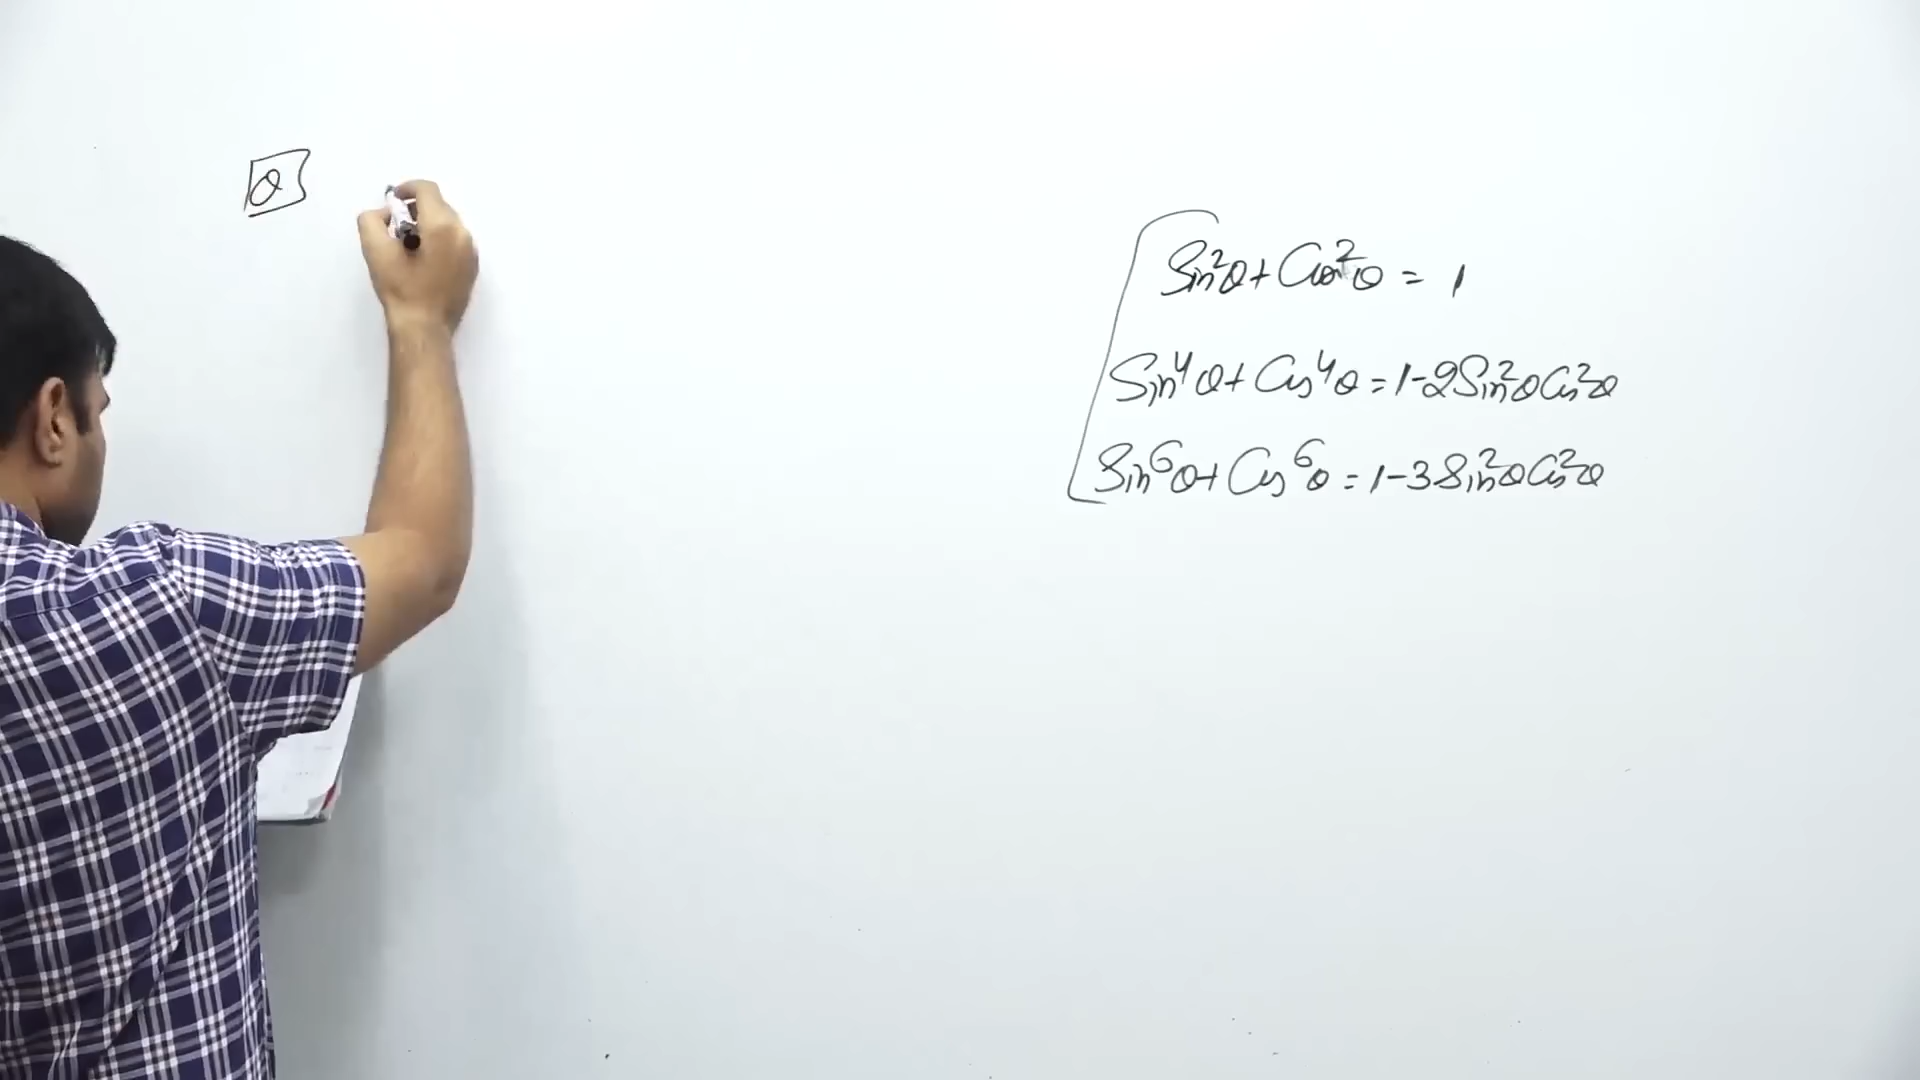 Q
Sin²θ + Cos²θ = 1
Sin⁴θ + Cos⁴θ = 1-2Sin²θCos²θ
Sin⁶θ + Cos⁶θ = 1-3Sin²θCos²θ